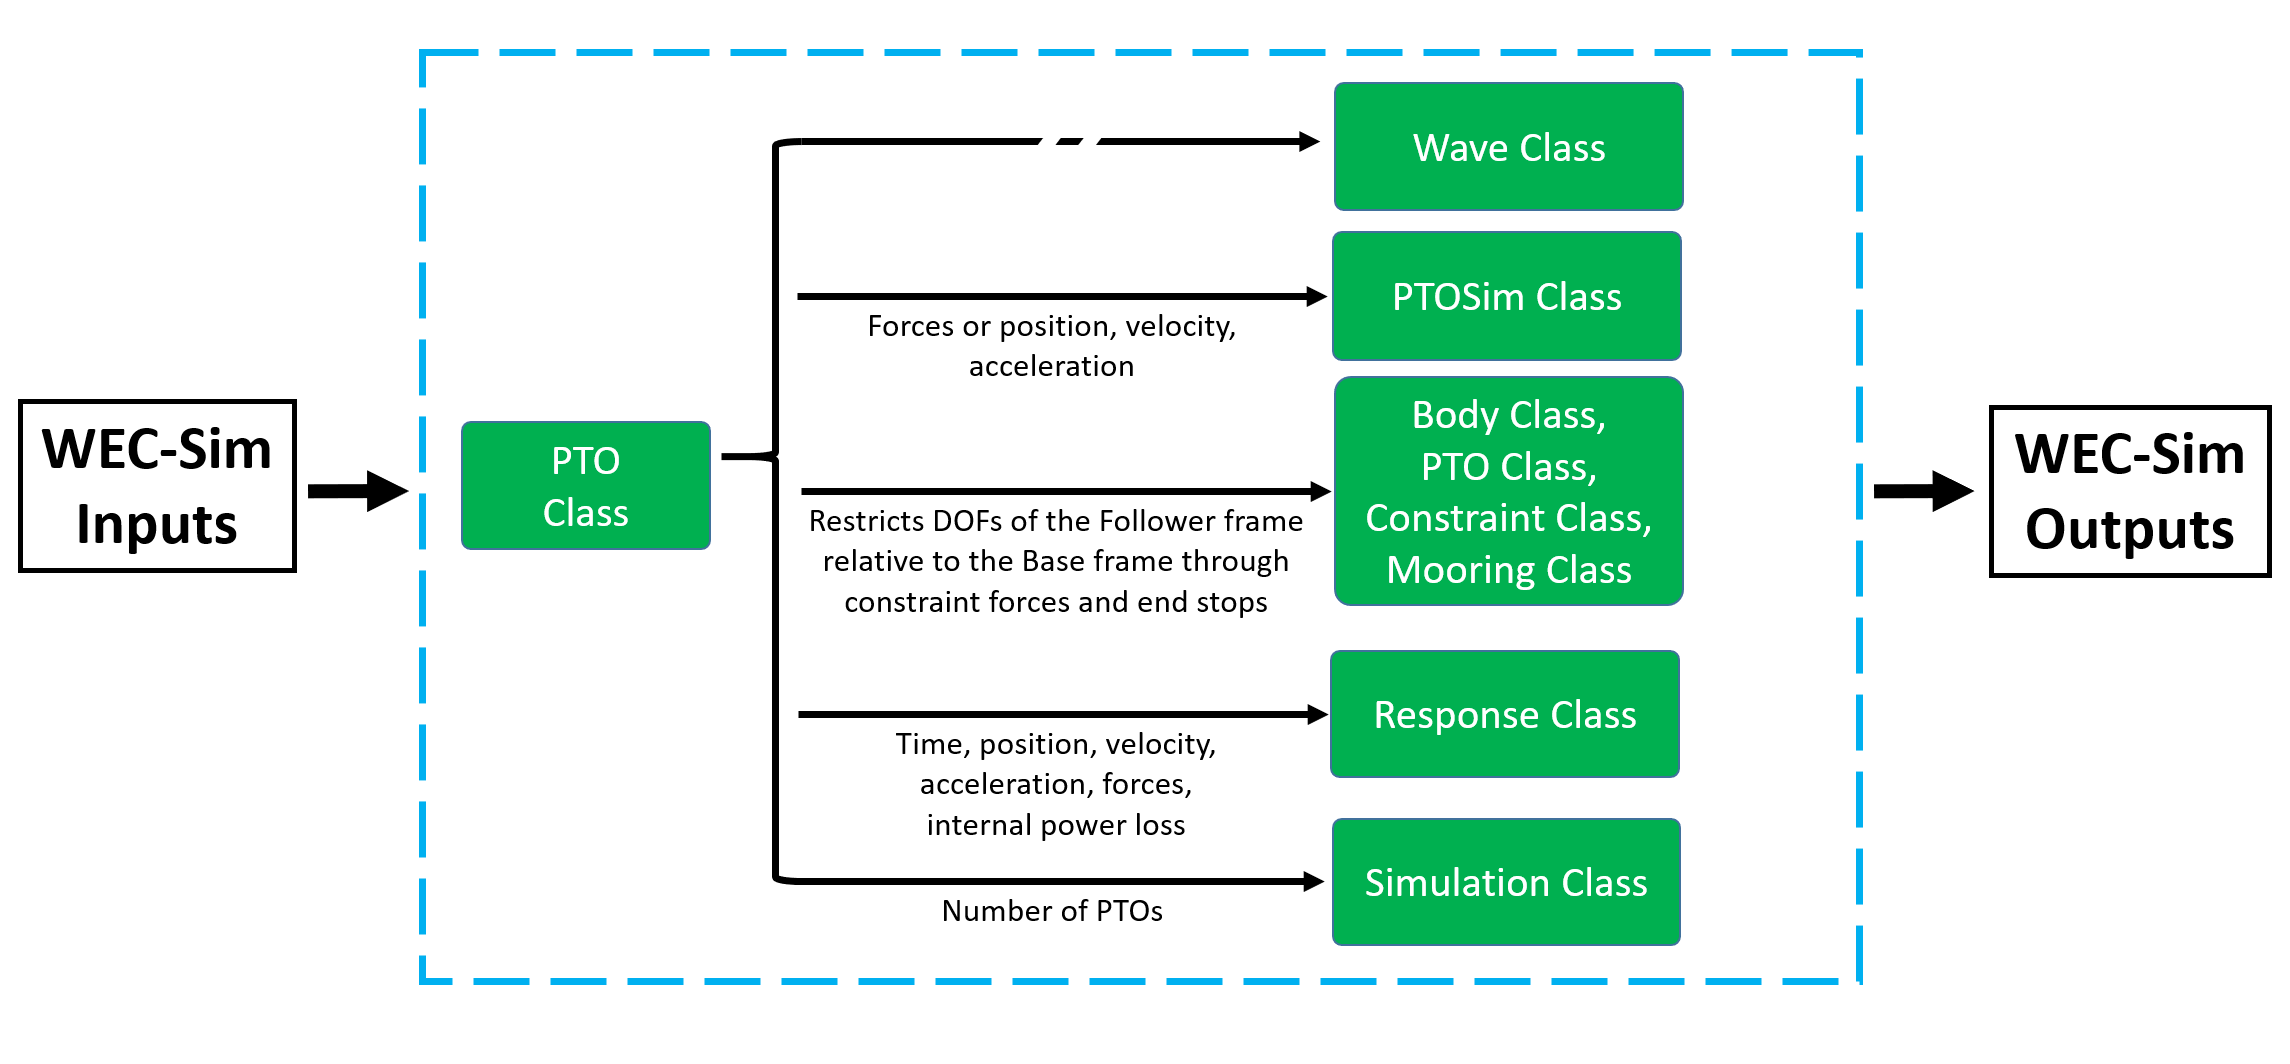 WEC-Sim
Inputs
PTO
Class
Wave Class
PTOSim Class
Forces or position, velocity,
acceleration
Body Class,
PTO Class,
Constraint Class,
Mooring Class
Restricts DOFs of the Follower frame
relative to the Base frame through
constraint forces and end stops
Response Class
Time, position, velocity,
acceleration, forces,
internal power loss
Simulation Class
Number of PTOs
WEC-Sim
Outputs